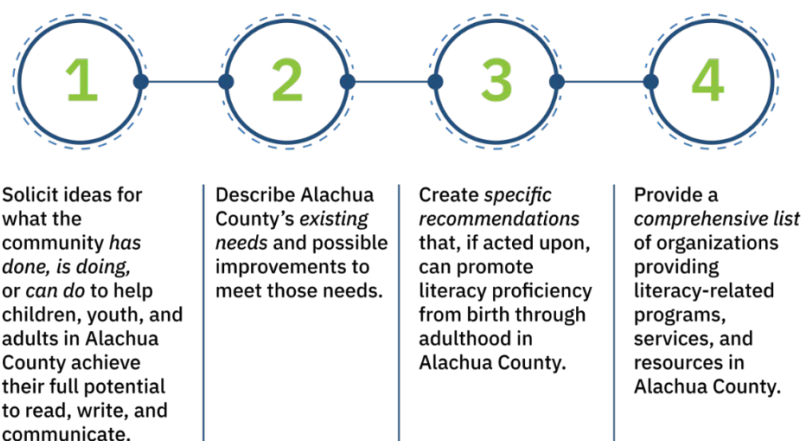 1
2
3
4
Solicit ideas for
what the
community has
done, is doing,
or can do to help
children, youth, and
adults in Alachua
County achieve
their full potential
to read, write, and
communicate.
Describe Alachua
County’s existing
needs and possible
improvements to
meet those needs.
Create specific
recommendations
that, if acted upon,
can promote
literacy proficiency
from birth through
adulthood in
Alachua County.
Provide a
comprehensive list
of organizations
providing
literacy-related
programs,
services, and
resources in
Alachua County.